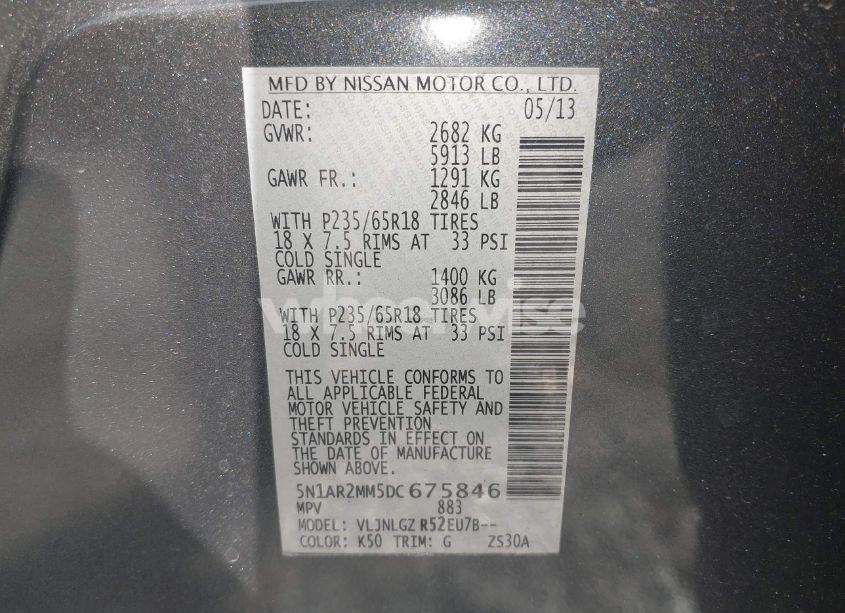 MFD BY NISSAN MOTOR CO., LTD.
DATE: 05/13
GVWR: 2682 KG
5913 LB
GAWR FR.: 1291 KG
2846 LB
WITH P235/65R18 TIRES
18 X 7.5 RIMS AT 33 PSI
COLD SINGLE
GAWR RR.: 1400 KG
3086 LB
WITH P235/65R18 TIRES
18 X 7.5 RIMS AT 33 PSI
COLD SINGLE
THIS VEHICLE CONFORMS TO
ALL APPLICABLE FEDERAL
MOTOR VEHICLE SAFETY AND
THEFT PREVENTION
STANDARDS IN EFFECT ON
THE DATE OF MANUFACTURE
SHOWN ABOVE.
5N1AR2MM5DC675846
MPV 883
MODEL: VLJNLGZ R52EU7B--
COLOR: K50 TRIM: G ZS30A